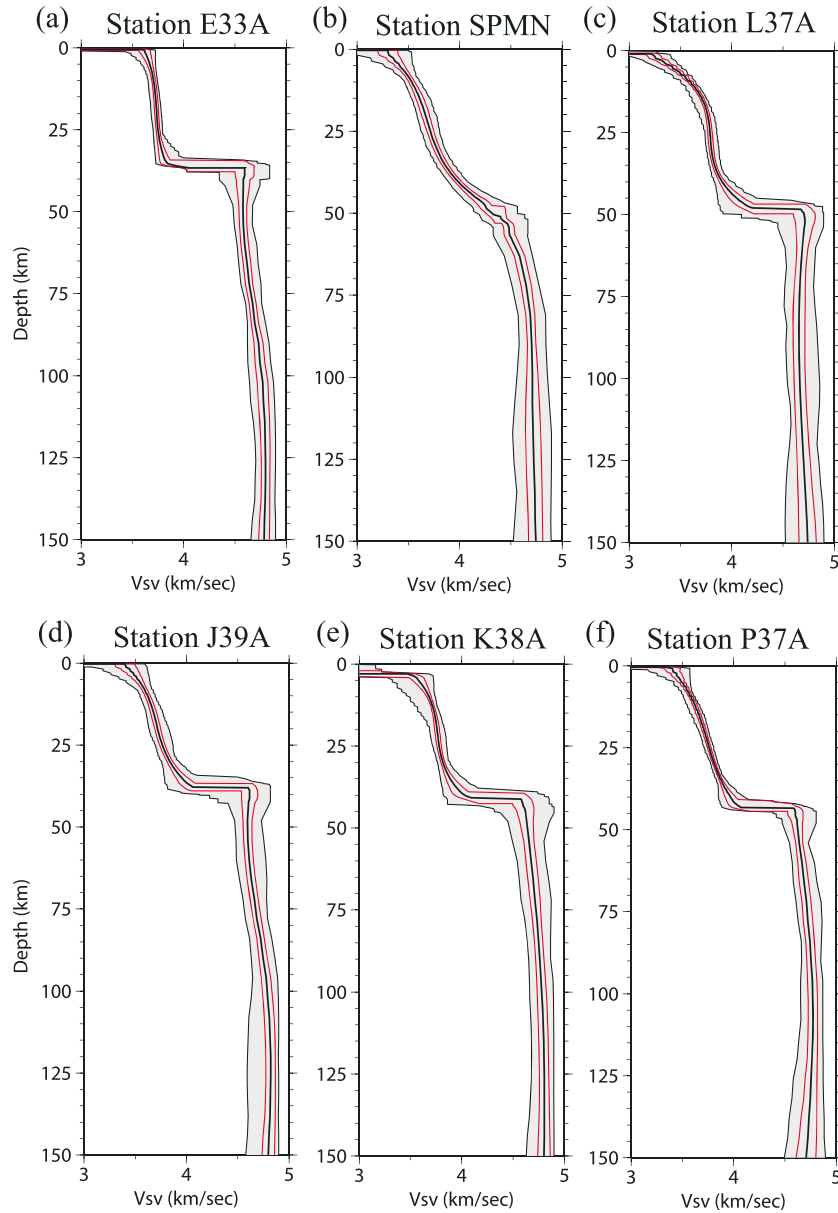 (a) Station E33A
0
25
50
75
100
125
150
Depth (km)
3 4 5
Vsv (km/sec)
(b) Station SPMN
0
25
50
75
100
125
150
3 4 5
Vsv (km/sec)
(c) Station L37A
0
25
50
75
100
125
150
3 4 5
Vsv (km/sec)
(d) Station J39A
0
25
50
75
100
125
150
Depth (km)
3 4 5
Vsv (km/sec)
(e) Station K38A
0
25
50
75
100
125
150
3 4 5
Vsv (km/sec)
(f) Station P37A
0
25
50
75
100
125
150
3 4 5
Vsv (km/sec)